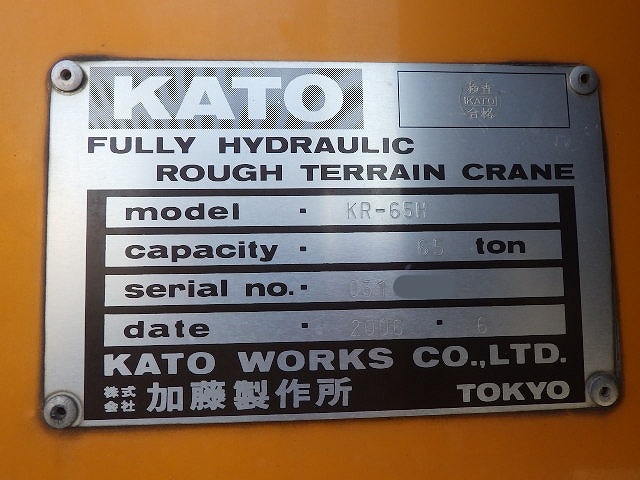 KATO
検査
KATO
合格
FULLY HYDRAULIC
ROUGH TERRAIN CRANE
model · KR-65H
capacity · 65 ton
serial no. · 031
date · 2006 · 6
KATO WORKS CO.,LTD.
株式会社 加藤製作所 TOKYO